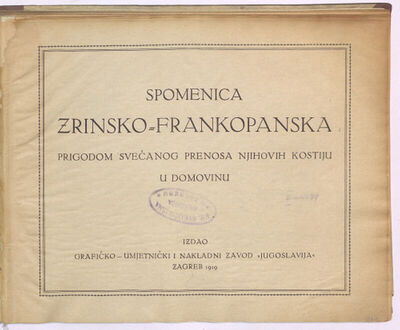 SPOMENICA
ZRINSKO-FRANKOPANSKA
PRIGODOM SVEČANOG PRENOSA NJIHOVIH KOSTIJU
U DOMOVINU
IZDAO
GRAFIČKO – UMJETNIČKI I NAKLADNI ZAVOD »JUGOSLAVIJA«
ZAGREB 1919